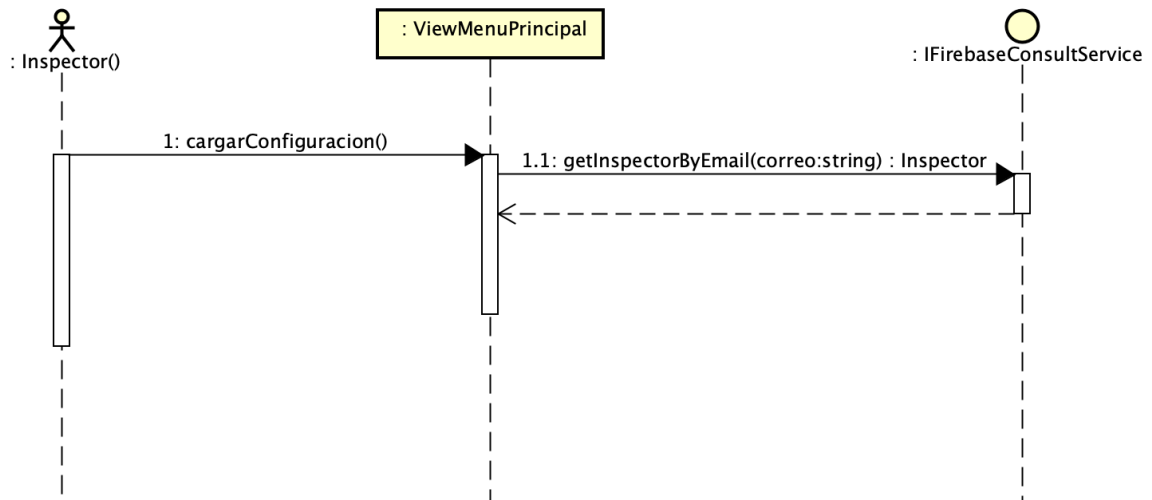 : Inspector()
: ViewMenuPrincipal
: IFirebaseConsultService
1: cargarConfiguracion()
1.1: getInspectorByEmail(correo:string) : Inspector